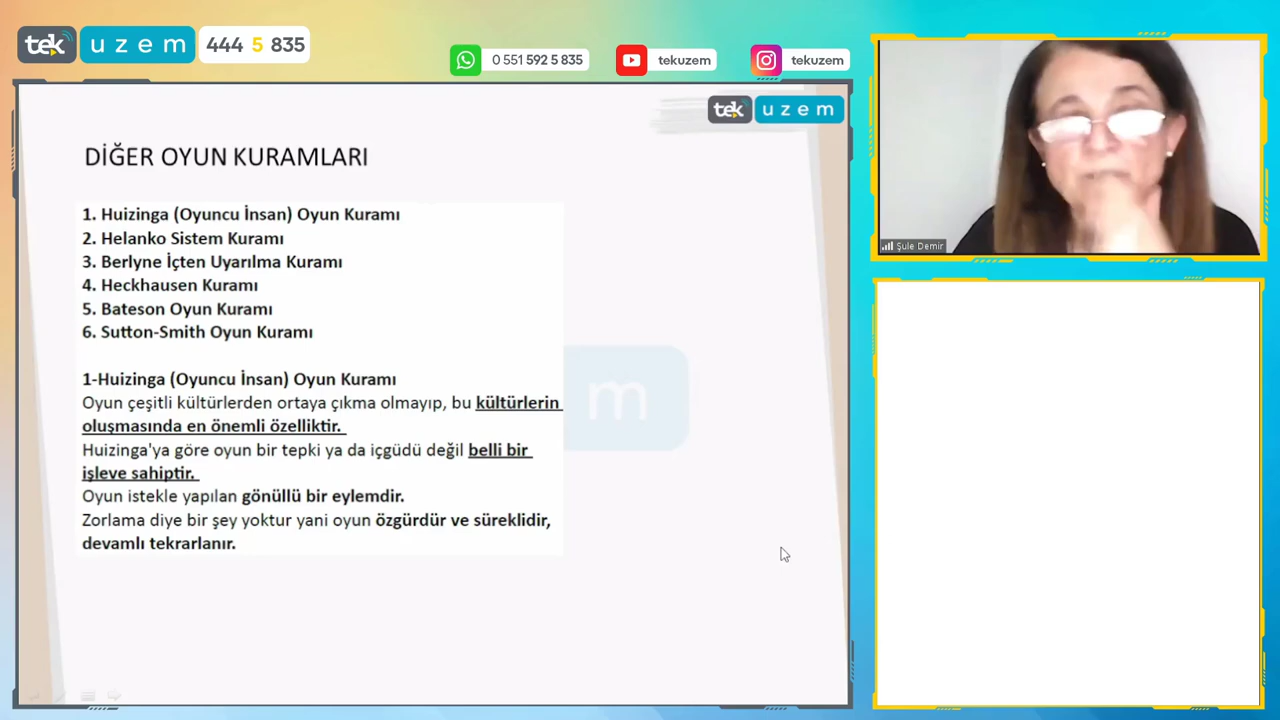 tek uzem 444 5 835
0 551 592 5 835
tekuzem
tekuzem
tek uzem
DİĞER OYUN KURAMLARI
1. Huizinga (Oyuncu İnsan) Oyun Kuramı
2. Helanko Sistem Kuramı
3. Berlyne İçten Uyarılma Kuramı
4. Heckhausen Kuramı
5. Bateson Oyun Kuramı
6. Sutton-Smith Oyun Kuramı
1-Huizinga (Oyuncu İnsan) Oyun Kuramı
Oyun çeşitli kültürlerden ortaya çıkma olmayıp, bu kültürlerin
oluşmasında en önemli özelliktir.
Huizinga'ya göre oyun bir tepki ya da içgüdü değil belli bir
işleve sahiptir.
Oyun istekle yapılan gönüllü bir eylemdir.
Zorlama diye bir şey yoktur yani oyun özgürdür ve süreklidir,
devamlı tekrarlanır.
m
Şule Demir